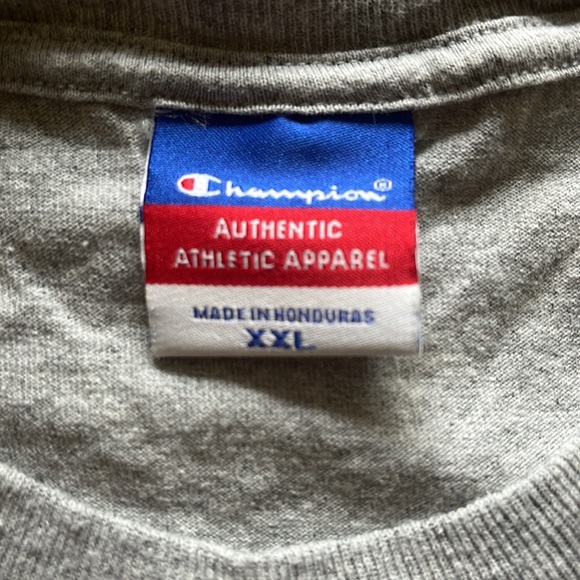 Champion®
AUTHENTIC
ATHLETIC APPAREL
MADE IN HONDURAS
XXL